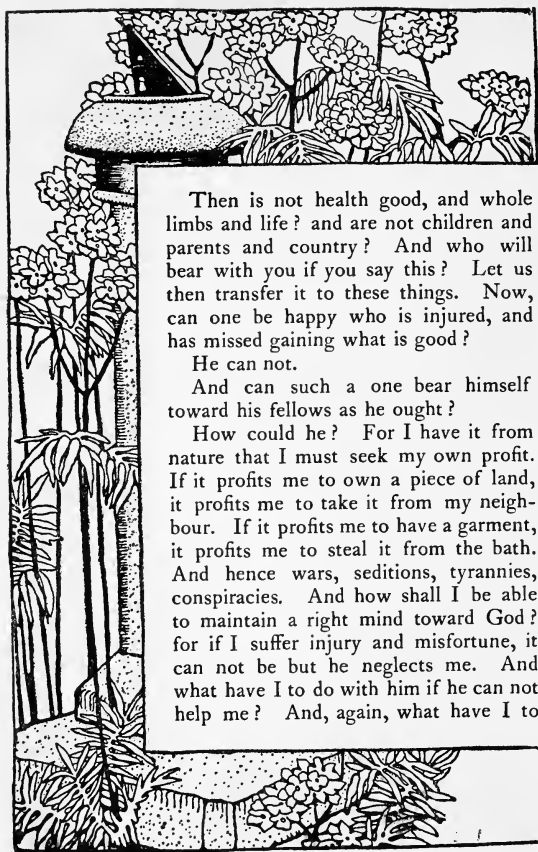 Then is not health good, and whole
limbs and life? and are not children and
parents and country? And who will
bear with you if you say this? Let us
then transfer it to these things. Now,
can one be happy who is injured, and
has missed gaining what is good?
He can not.
And can such a one bear himself
toward his fellows as he ought?
How could he? For I have it from
nature that I must seek my own profit.
If it profits me to own a piece of land,
it profits me to take it from my neigh-
bour. If it profits me to have a garment,
it profits me to steal it from the bath.
And hence wars, seditions, tyrannies,
conspiracies. And how shall I be able
to maintain a right mind toward God?
for if I suffer injury and misfortune, it
can not be but he neglects me. And
what have I to do with him if he can not
help me? And, again, what have I to